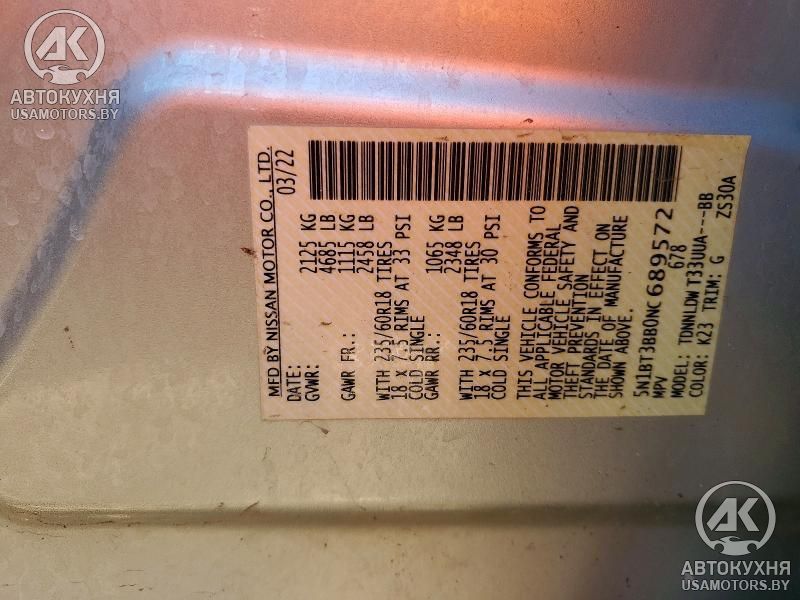 АК
АВТОКУХНЯ
USAMOTORS.BY
MFD BY NISSAN MOTOR CO., LTD.
DATE: 03/22
GVWR: 2125 KG
4685 LB
GAWR FR.: 1115 KG
2458 LB
WITH 235/60R18 TIRES
18 X 7.5 RIMS AT 33 PSI
COLD SINGLE
GAWR RR.: 1065 KG
2348 LB
WITH 235/60R18 TIRES
18 X 7.5 RIMS AT 30 PSI
COLD SINGLE
THIS VEHICLE CONFORMS TO
ALL APPLICABLE FEDERAL
MOTOR VEHICLE SAFETY AND
THEFT PREVENTION
STANDARDS IN EFFECT ON
THE DATE OF MANUFACTURE
SHOWN ABOVE.
5N1BT3BB0NC689572
MPV 678
MODEL: TDNNLDWT33UUA---BB
COLOR: K23 TRIM: G ZS30A
АК
АВТОКУХНЯ
USAMOTORS.BY